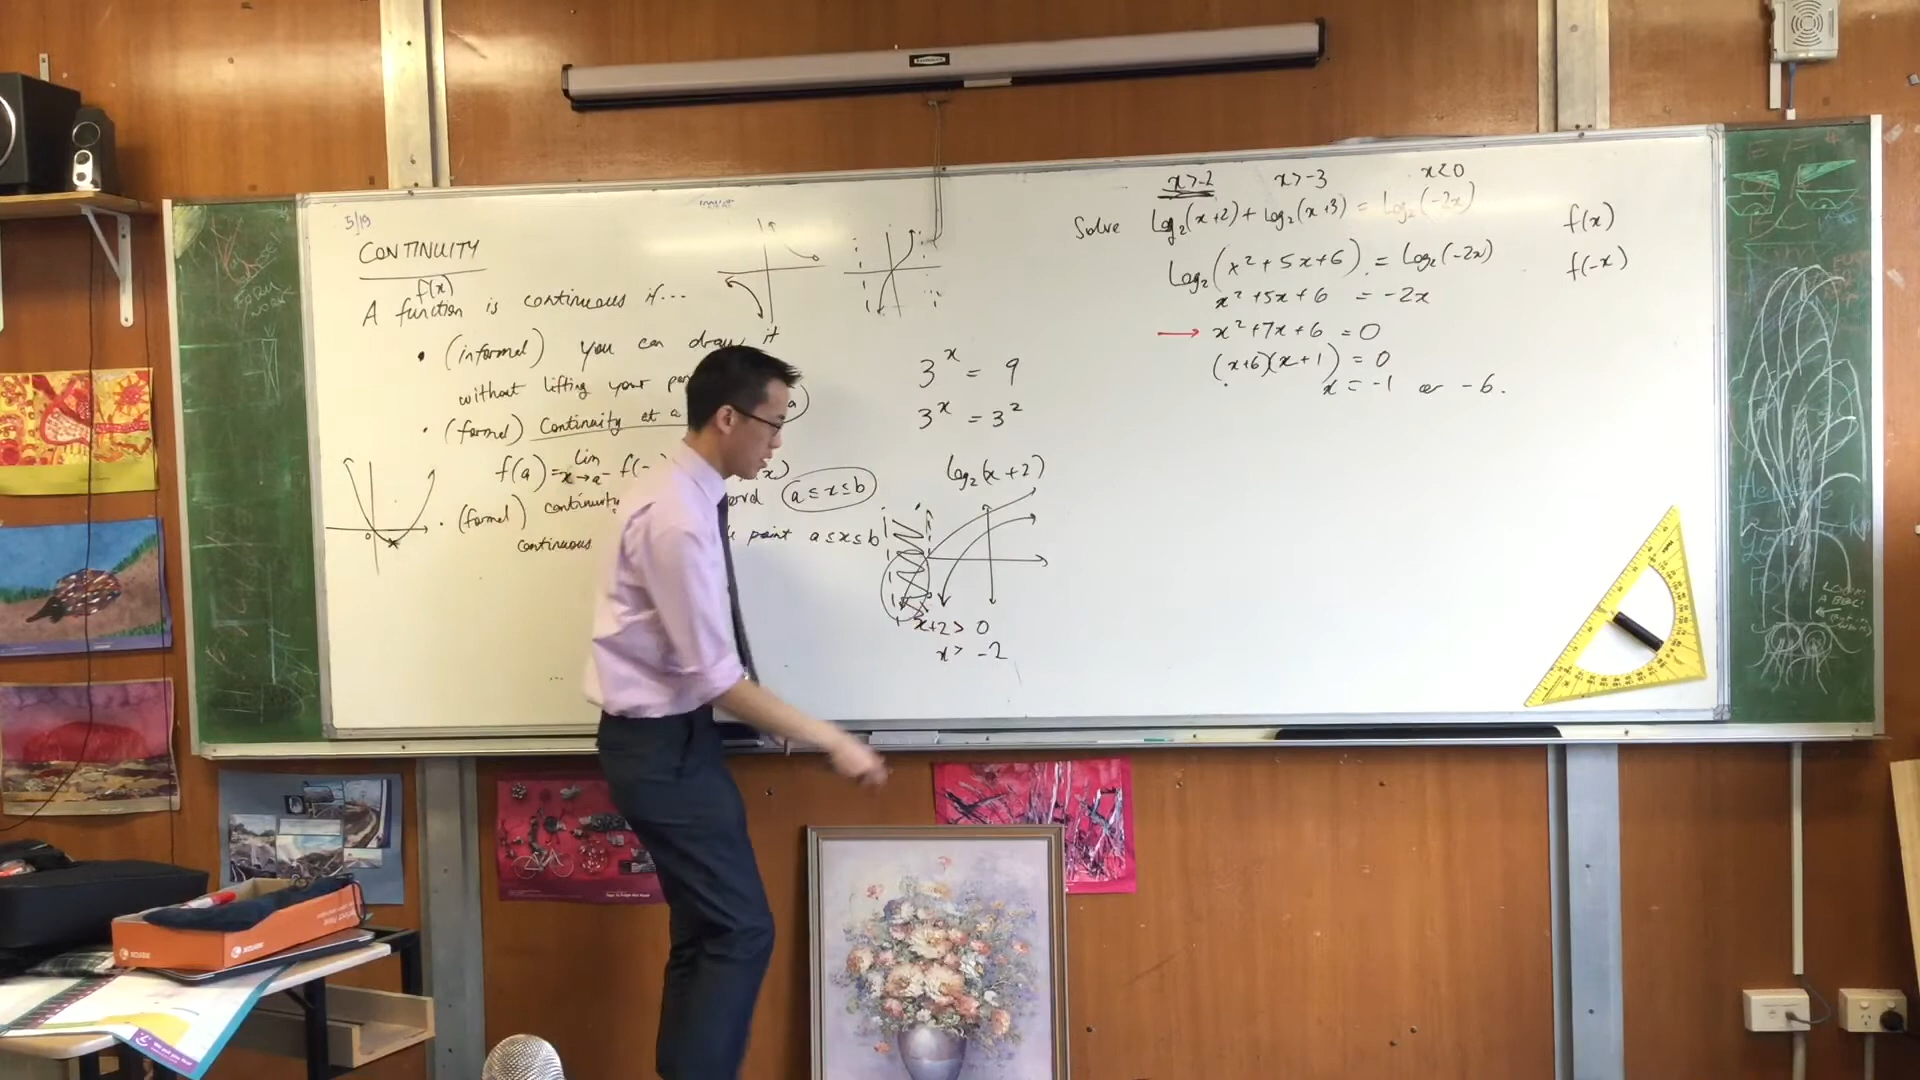 5/19
CONTINUITY
f(x)
A function is continuous if...
• (informal) You can draw it
without lifting your
• (formal) Continuity at a
a)
f(a) = lim x→a⁻ f(
x)
• (formal) continuity
a ≤ x ≤ b
continuous
point a ≤ x ≤ b
0
3^x = 9
3^x = 3^2
log₂(x+2)
x+2 > 0
x > -2
x>-2 x>-3 x<0
Solve log₂(x+2) + log₂(x+3) = log₂(-2x)
log₂(x²+5x+6) = log₂(-2x)
x²+5x+6 = -2x
→ x²+7x+6 = 0
(x+6)(x+1) = 0
x = -1 or -6.
f(x)
f(-x)